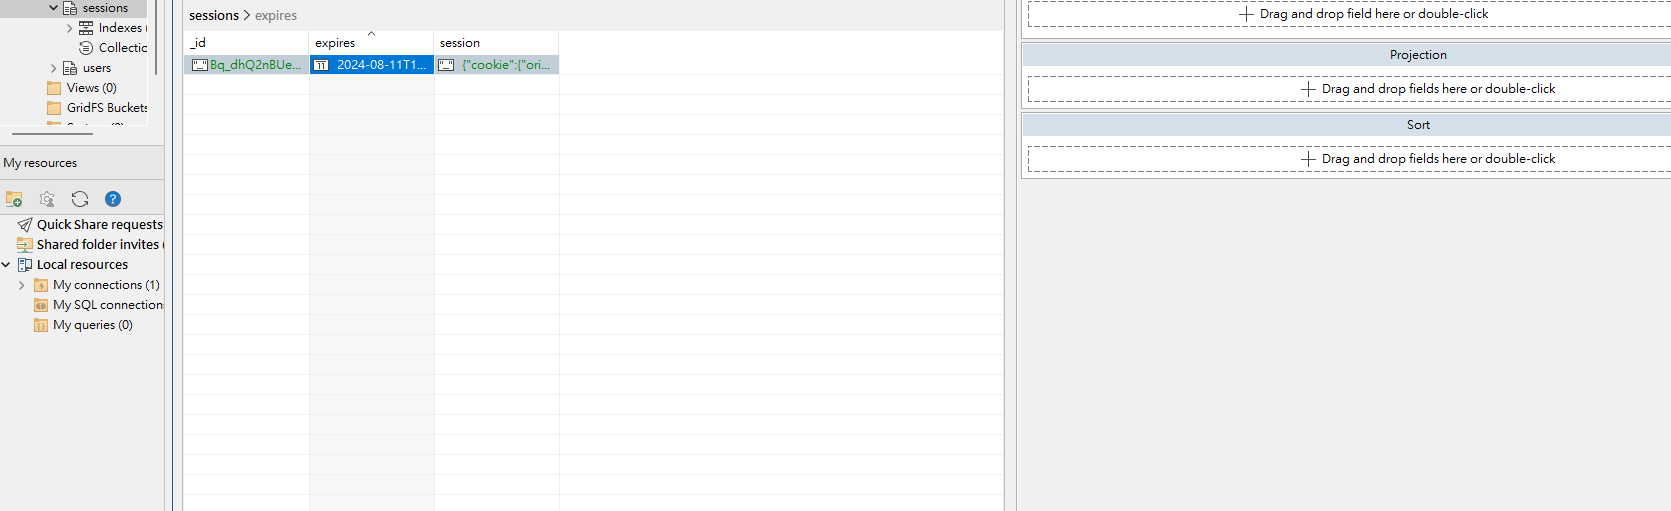 sessions
Indexes (
Collectio
users
Views (0)
GridFS Buckets
My resources
Quick Share requests
Shared folder invites (
Local resources
My connections (1)
My SQL connection
My queries (0)
sessions > expires
_id expires session
Bq_dhQ2nBUe... 2024-08-11T1... {"cookie":{"ori...
Drag and drop field here or double-click
Projection
Drag and drop fields here or double-click
Sort
Drag and drop fields here or double-click